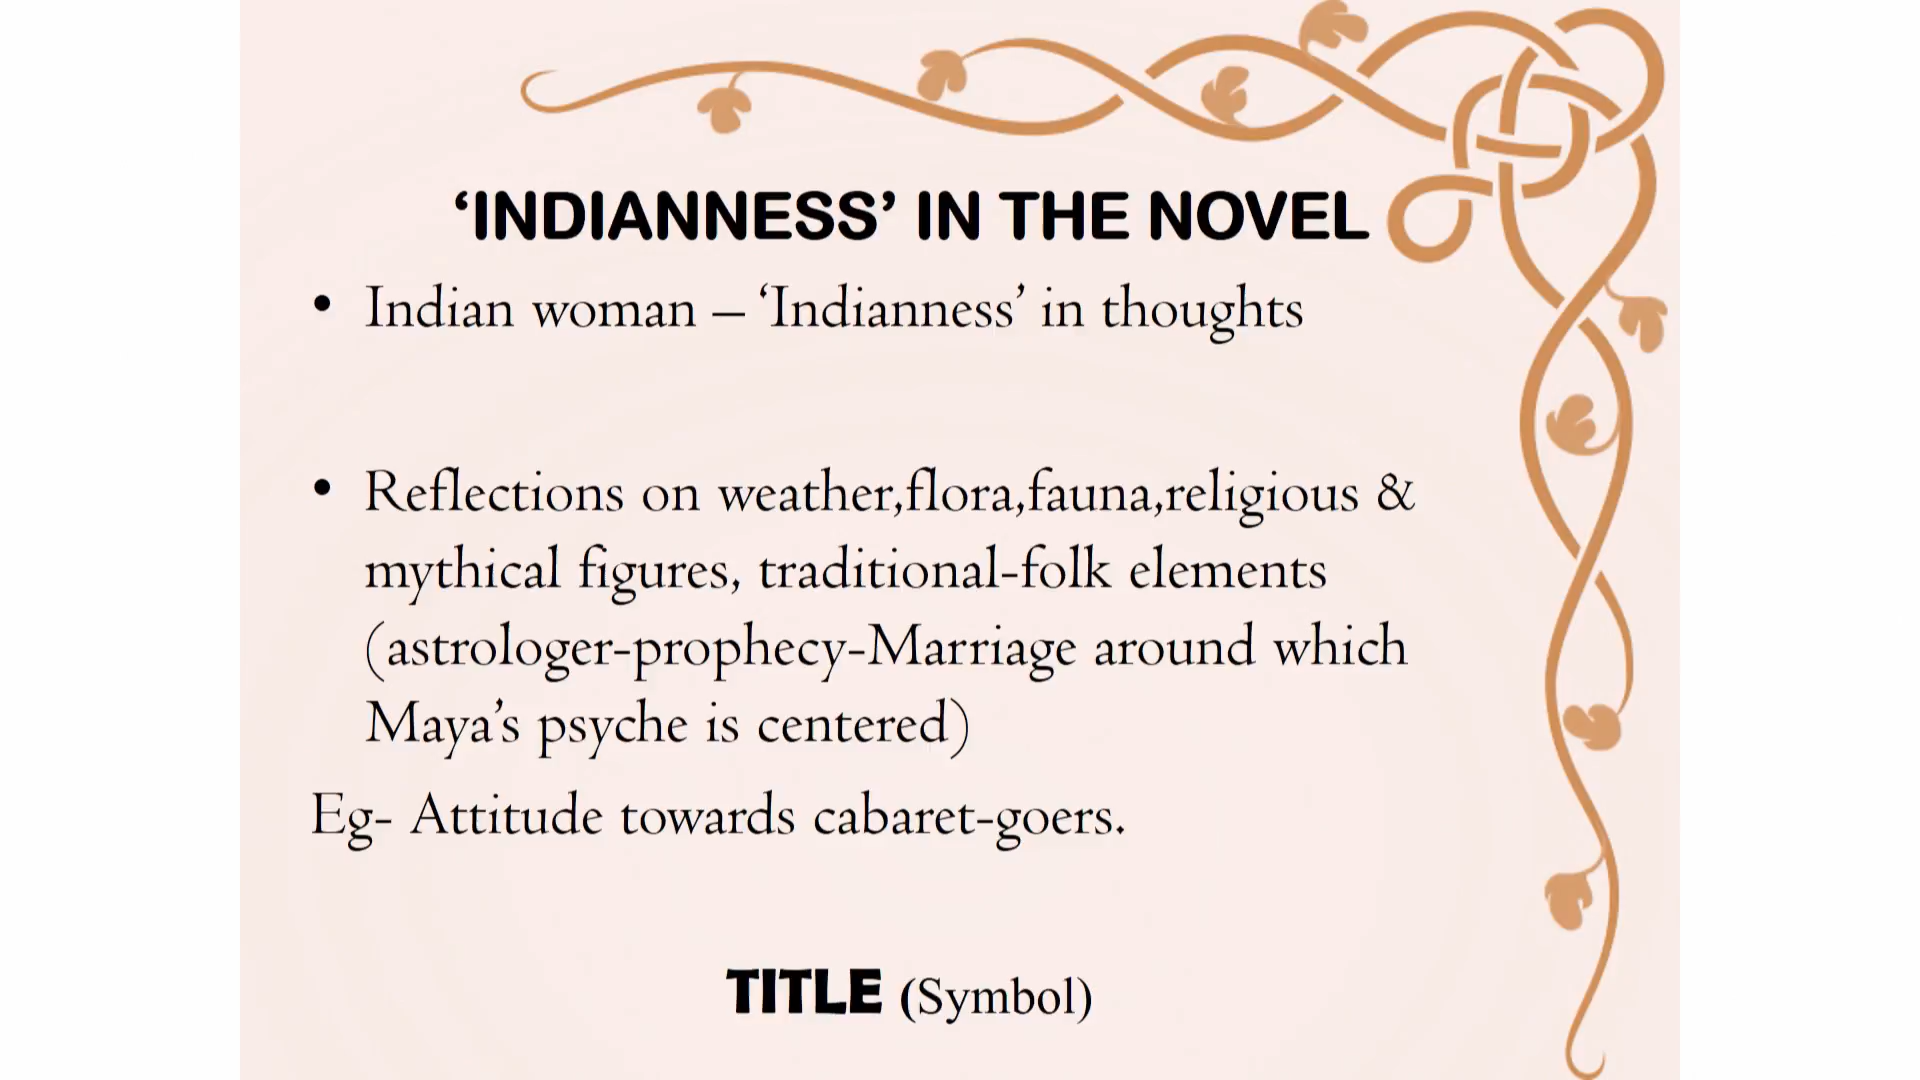 ‘INDIANNESS’ IN THE NOVEL
• Indian woman – ‘Indianness’ in thoughts
• Reflections on weather,flora,fauna,religious &
mythical figures, traditional-folk elements
(astrologer-prophecy-Marriage around which
Maya’s psyche is centered)
Eg- Attitude towards cabaret-goers.
TITLE (Symbol)